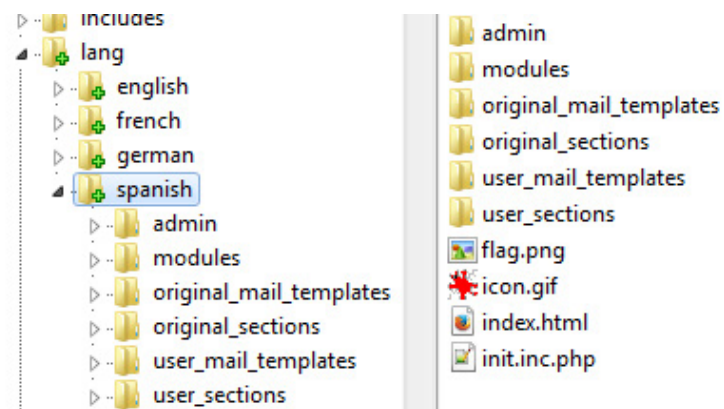 includes
lang
english
french
german
spanish
admin
modules
original_mail_templates
original_sections
user_mail_templates
user_sections
admin
modules
original_mail_templates
original_sections
user_mail_templates
user_sections
flag.png
icon.gif
index.html
init.inc.php